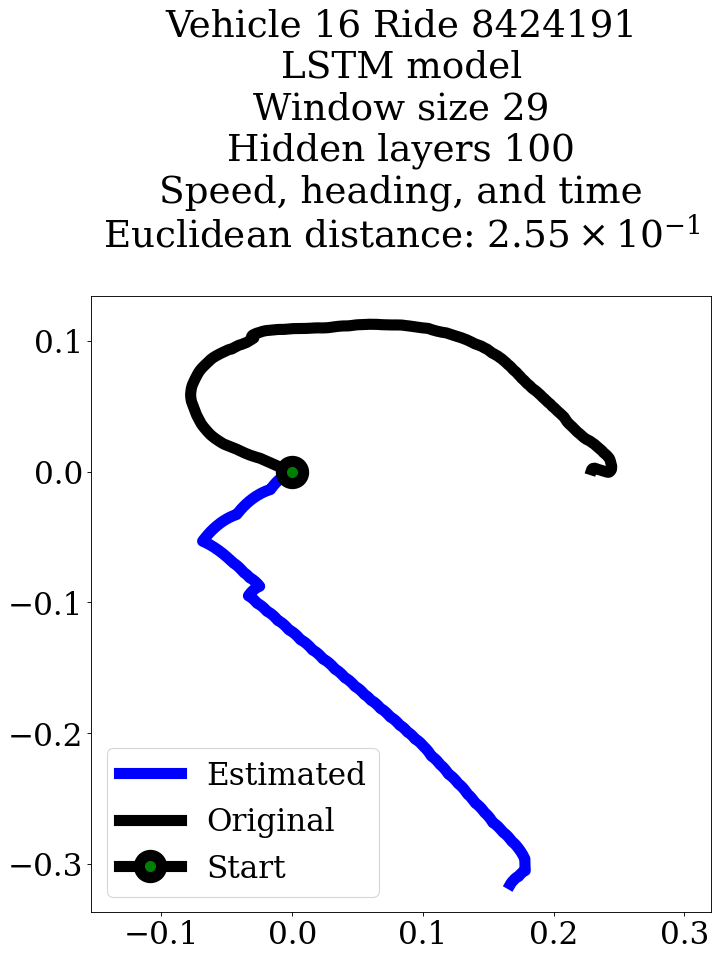 Vehicle 16 Ride 8424191
LSTM model
Window size 29
Hidden layers 100
Speed, heading, and time
Euclidean distance: 2.55 × 10⁻¹
0.1
0.0
−0.1
−0.2
−0.3
Estimated
Original
Start
−0.1 0.0 0.1 0.2 0.3